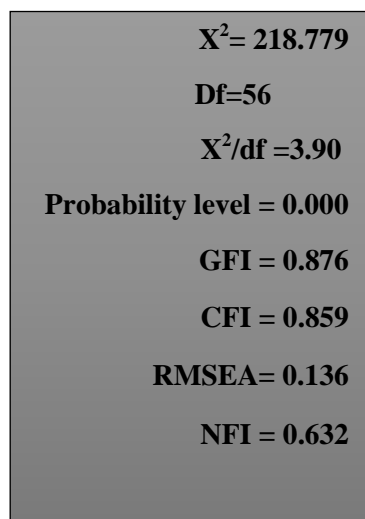 X²= 218.779
Df=56
X²/df =3.90
Probability level = 0.000
GFI = 0.876
CFI = 0.859
RMSEA= 0.136
NFI = 0.632